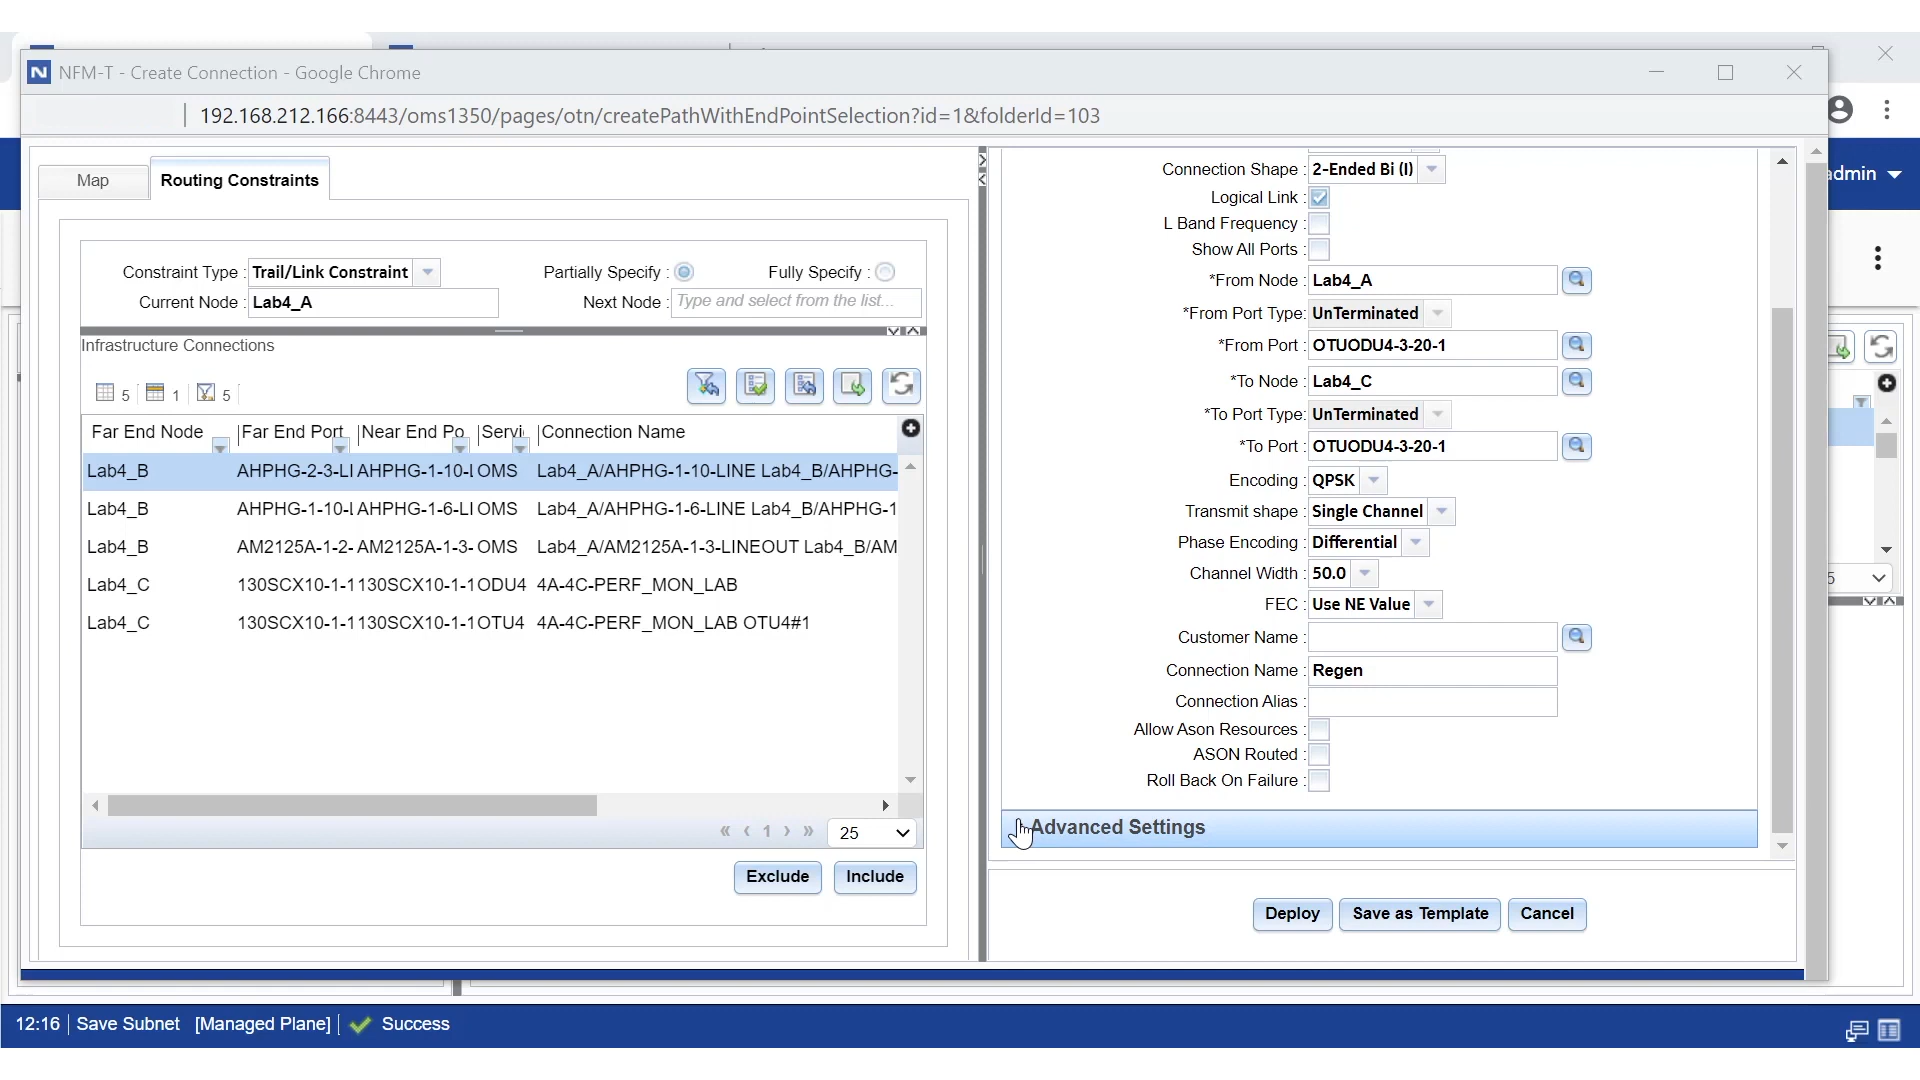 NFM-T - Create Connection - Google Chrome
192.168.212.166:8443/oms1350/pages/otn/createPathWithEndPointSelection?id=1&folderId=103
admin
Map
Routing Constraints
Constraint Type : Trail/Link Constraint
Partially Specify :
Fully Specify :
Current Node : Lab4_A
Next Node : Type and select from the list...
Infrastructure Connections
5 1 5
Far End Node Far End Port Near End Po Servi Connection Name
Lab4_B AHPHG-2-3-LI AHPHG-1-10-L OMS Lab4_A/AHPHG-1-10-LINE Lab4_B/AHPHG-
Lab4_B AHPHG-1-10-L AHPHG-1-6-LI OMS Lab4_A/AHPHG-1-6-LINE Lab4_B/AHPHG-1
Lab4_B AM2125A-1-2- AM2125A-1-3- OMS Lab4_A/AM2125A-1-3-LINEOUT Lab4_B/AM
Lab4_C 130SCX10-1-1 130SCX10-1-1 ODU4 4A-4C-PERF_MON_LAB
Lab4_C 130SCX10-1-1 130SCX10-1-1 OTU4 4A-4C-PERF_MON_LAB OTU4#1
« ‹ 1 › » 25
Exclude
Include
Connection Shape : 2-Ended Bi (I)
Logical Link :
L Band Frequency :
Show All Ports :
*From Node : Lab4_A
*From Port Type: UnTerminated
*From Port : OTUODU4-3-20-1
*To Node : Lab4_C
*To Port Type: UnTerminated
*To Port : OTUODU4-3-20-1
Encoding : QPSK
Transmit shape : Single Channel
Phase Encoding : Differential
Channel Width : 50.0
FEC : Use NE Value
Customer Name :
Connection Name : Regen
Connection Alias :
Allow Ason Resources :
ASON Routed :
Roll Back On Failure :
Advanced Settings
Deploy
Save as Template
Cancel
5
12:16 Save Subnet [Managed Plane] Success